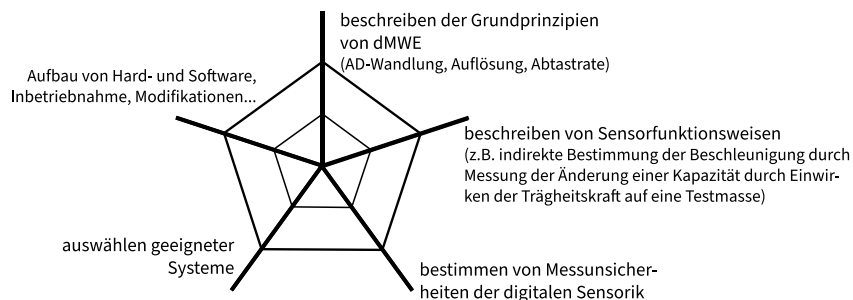 beschreiben der Grundprinzipien
von dMWE
(AD-Wandlung, Auflösung, Abtastrate)
Aufbau von Hard- und Software,
Inbetriebnahme, Modifikationen...
beschreiben von Sensorfunktionsweisen
(z.B. indirekte Bestimmung der Beschleunigung durch
Messung der Änderung einer Kapazität durch Einwir-
ken der Trägheitskraft auf eine Testmasse)
auswählen geeigneter
Systeme
bestimmen von Messunsicher-
heiten der digitalen Sensorik